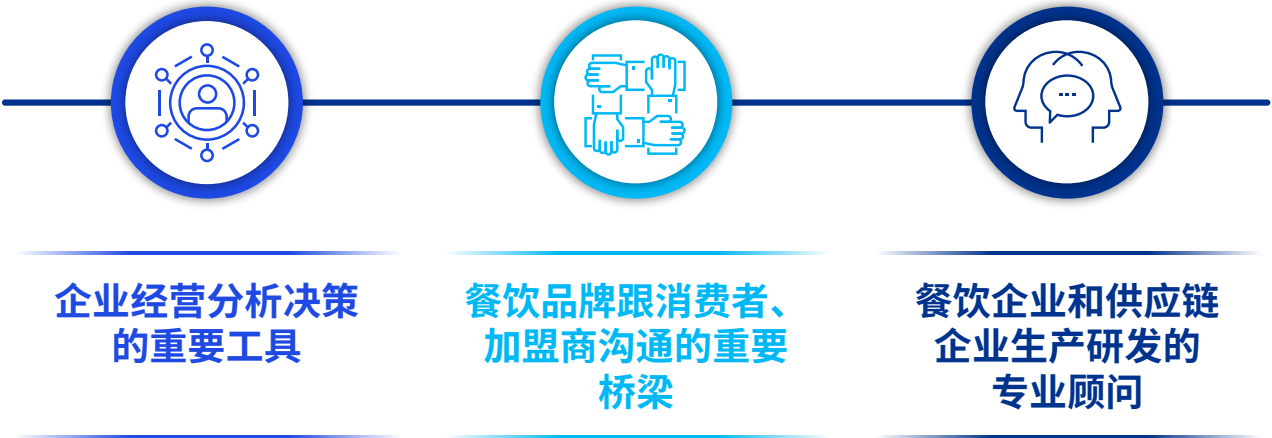 企业经营分析决策
的重要工具
餐饮品牌跟消费者、
加盟商沟通的重要
桥梁
餐饮企业和供应链
企业生产研发的
专业顾问